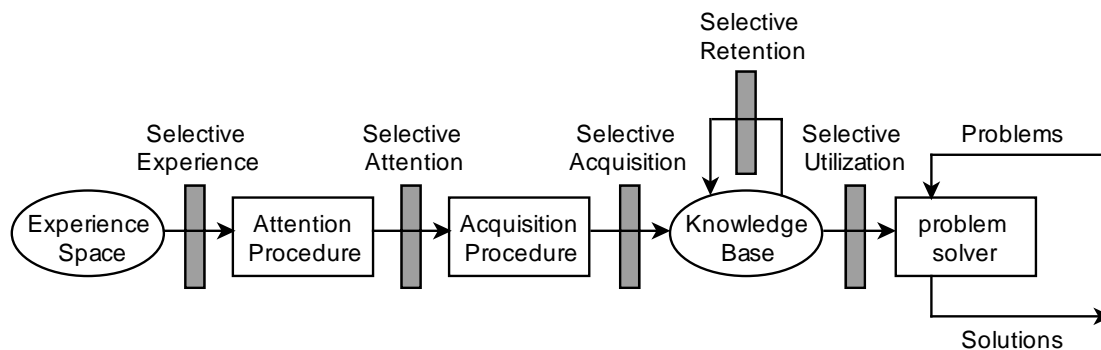 Selective
Retention
Selective
Experience
Selective
Attention
Selective
Acquisition
Selective
Utilization
Problems
Experience
Space
Attention
Procedure
Acquisition
Procedure
Knowledge
Base
problem
solver
Solutions